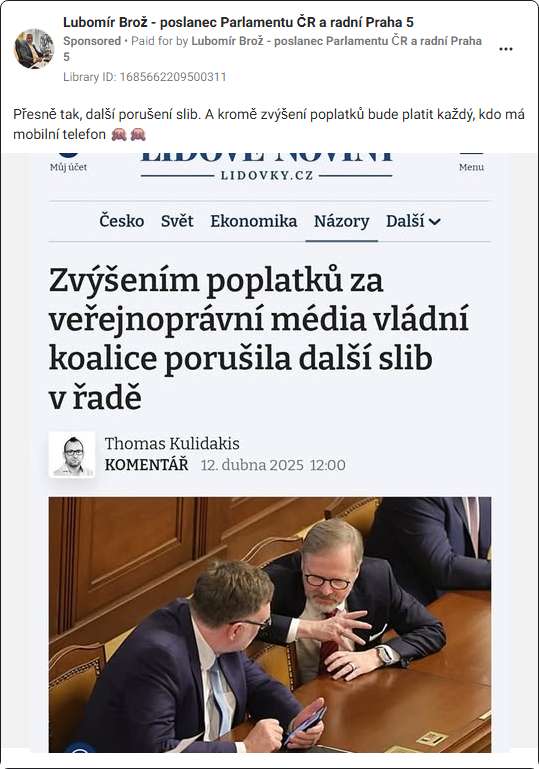 Lubomír Brož - poslanec Parlamentu ČR a radní Praha 5
Sponsored • Paid for by Lubomír Brož - poslanec Parlamentu ČR a radní Praha
5
Library ID: 1685662209500311
Přesně tak, další porušení slib. A kromě zvýšení poplatků bude platit každý, kdo má
mobilní telefon
LIDOVÉ NOVINY
Můj účet
LIDOVKY.CZ
Menu
Česko Svět Ekonomika Názory Další
Zvýšením poplatků za
veřejnoprávní média vládní
koalice porušila další slib
v řadě
Thomas Kulidakis
KOMENTÁŘ 12. dubna 2025 12:00